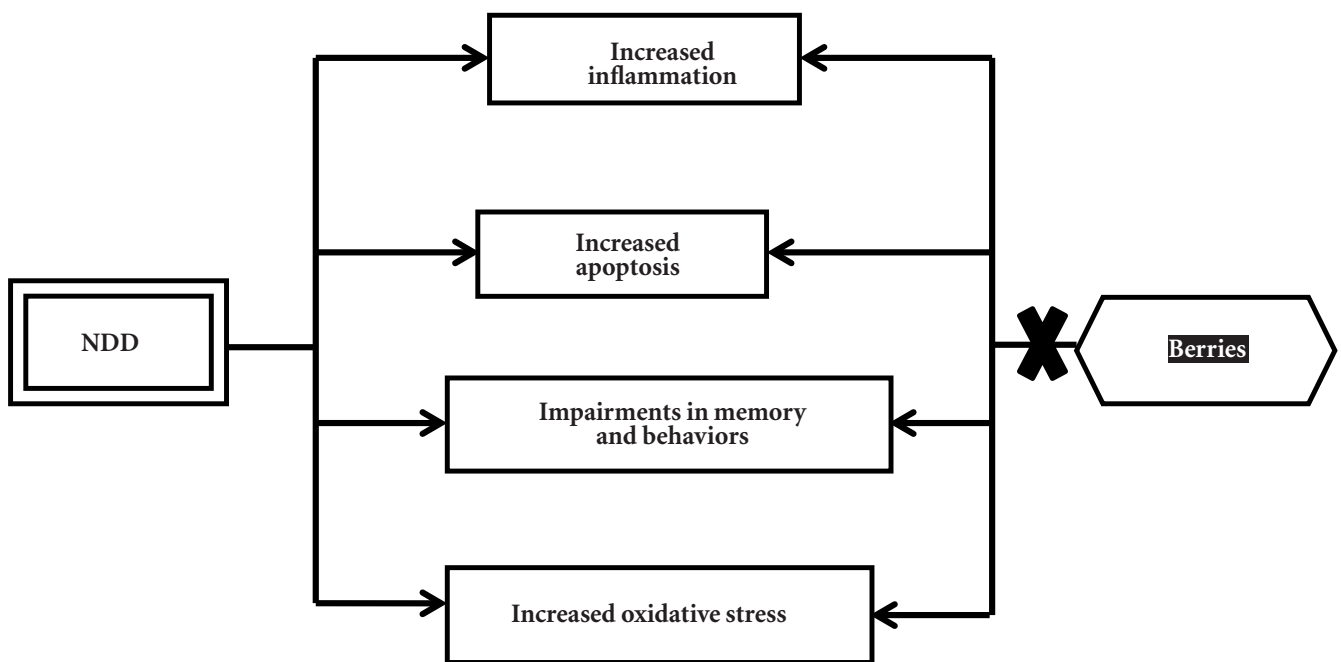 Increased
inflammation
Increased
apoptosis
NDD
Berries
Impairments in memory
and behaviors
Increased oxidative stress